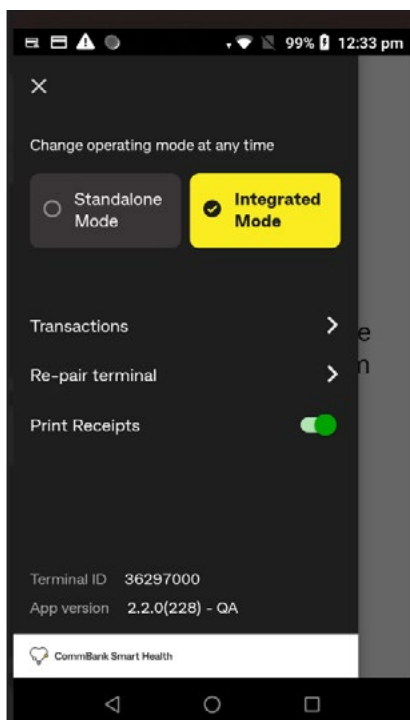 99% 12:33 pm
Change operating mode at any time
Standalone
Mode
Integrated
Mode
Transactions
e
Re-pair terminal
n
Print Receipts
Terminal ID 36297000
App version 2.2.0(228) - QA
CommBank Smart Health